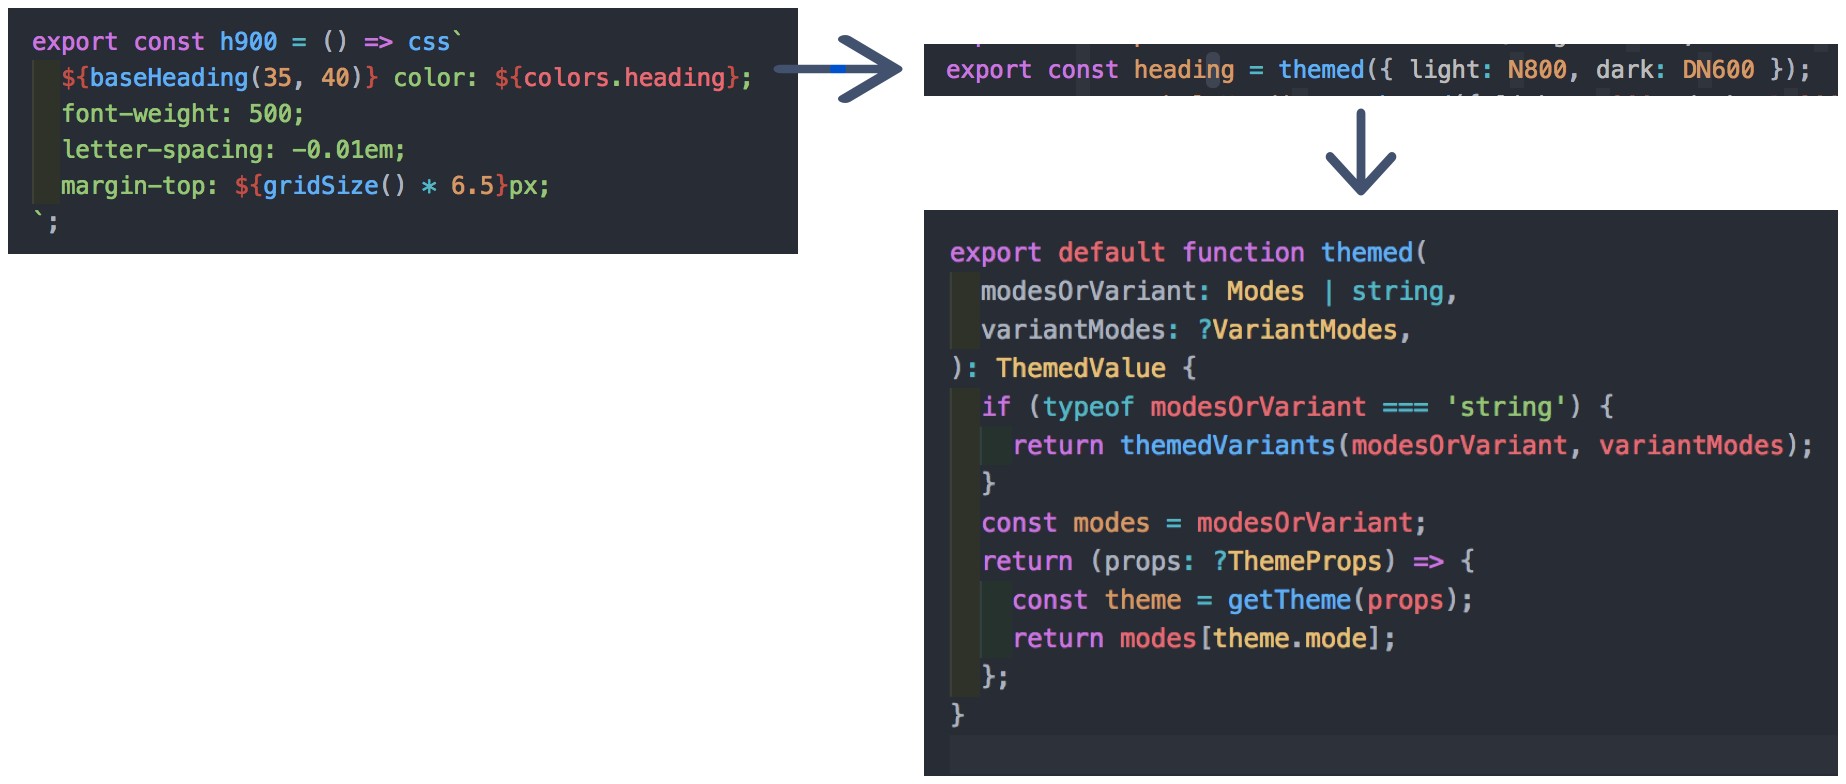 export const h900 = () => css`
  ${baseHeading(35, 40)} color: ${colors.heading};
  font-weight: 500;
  letter-spacing: -0.01em;
  margin-top: ${gridSize() * 6.5}px;
`;
export const heading = themed({ light: N800, dark: DN600 });
export default function themed(
  modesOrVariant: Modes | string,
  variantModes: ?VariantModes,
): ThemedValue {
  if (typeof modesOrVariant === 'string') {
    return themedVariants(modesOrVariant, variantModes);
  }
  const modes = modesOrVariant;
  return (props: ?ThemeProps) => {
    const theme = getTheme(props);
    return modes[theme.mode];
  };
}